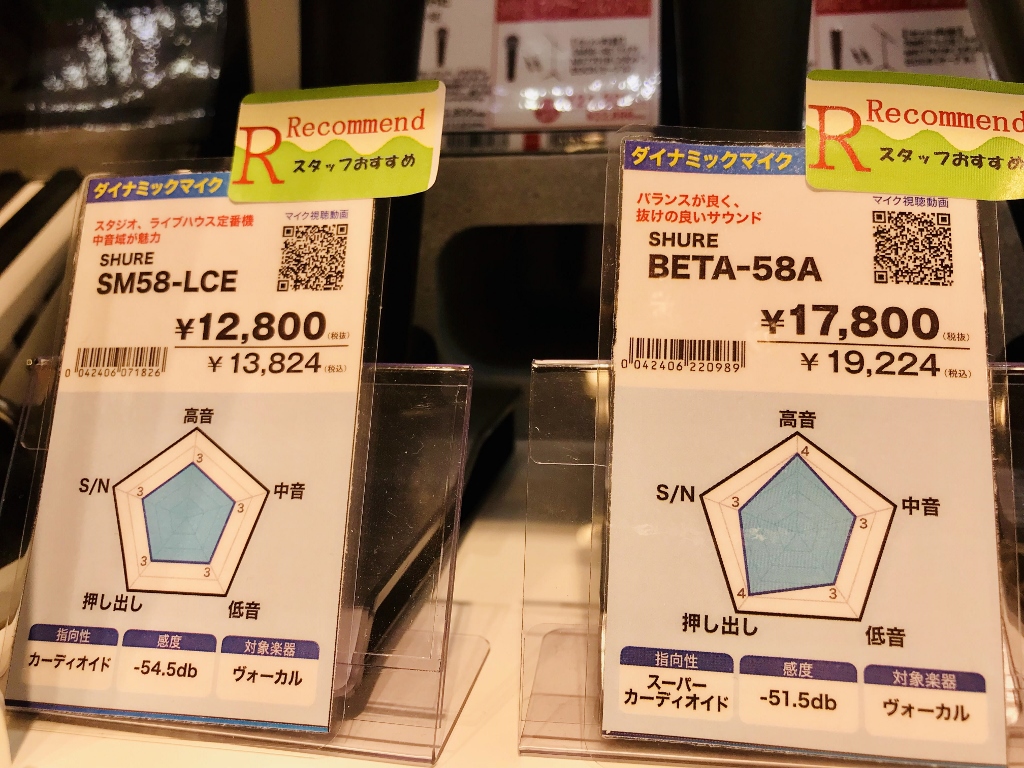 Recommend
スタッフおすすめ
ダイナミックマイク
スタジオ、ライブハウス定番機
中音域が魅力
マイク視聴動画
SHURE
SM58-LCE
¥12,800(税抜)
¥13,824(税込)
0 042406 071826
高音
S/N
中音
押し出し
低音
3
3
3
3
3
指向性
感度
対象楽器
カーディオイド
-54.5db
ヴォーカル
Recommend
スタッフおすすめ
ダイナミックマイク
バランスが良く、
抜けの良いサウンド
マイク視聴動画
SHURE
BETA-58A
¥17,800(税抜)
¥19,224(税込)
0 042406 220989
高音
S/N
中音
押し出し
低音
4
3
3
4
3
指向性
感度
対象楽器
スーパー
カーディオイド
-51.5db
ヴォーカル